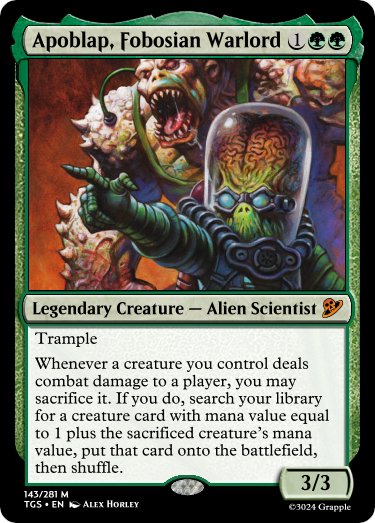 Apoblap, Fobosian Warlord 1
Legendary Creature — Alien Scientist
Trample
Whenever a creature you control deals
combat damage to a player, you may
sacrifice it. If you do, search your library
for a creature card with mana value equal
to 1 plus the sacrificed creature's mana
value, put that card onto the battlefield,
then shuffle.
3/3
143/281 M
TGS • EN Alex Horley
©3024 Grapple